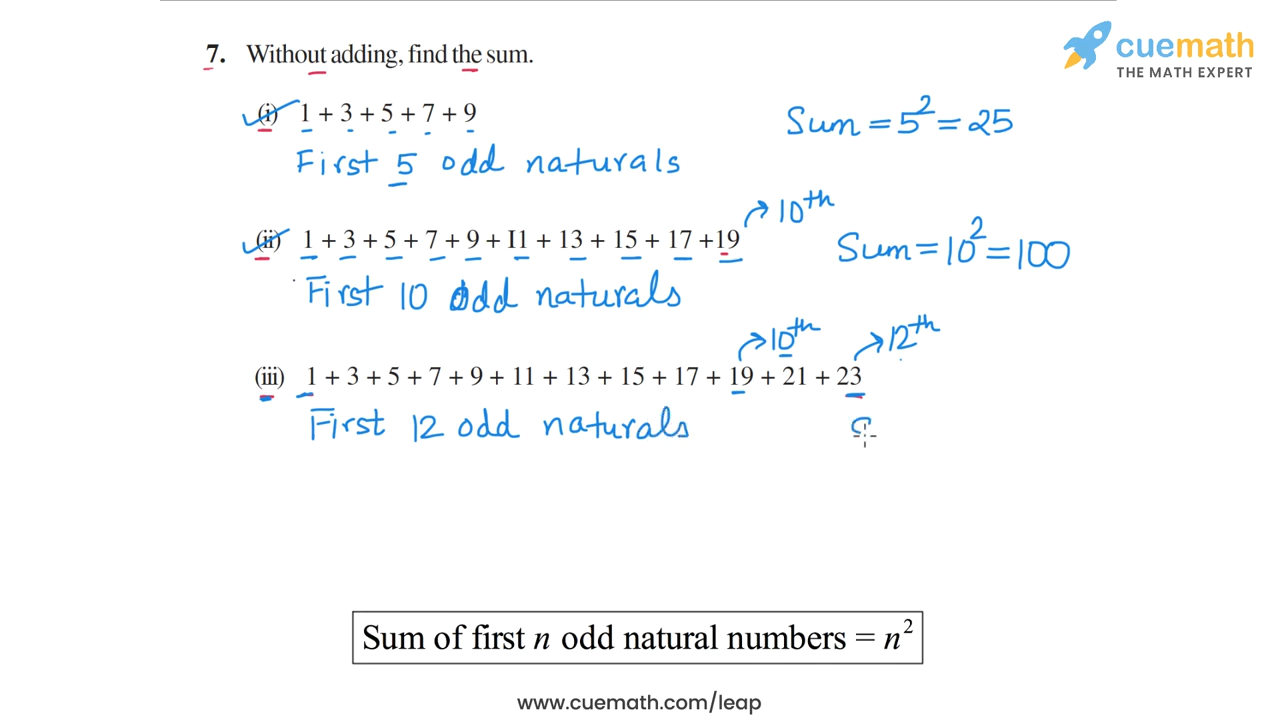 cuemath
THE MATH EXPERT
7. Without adding, find the sum.
(i) 1 + 3 + 5 + 7 + 9
Sum = 5² = 25
First 5 odd naturals
10th
(ii) 1 + 3 + 5 + 7 + 9 + I1 + 13 + 15 + 17 +19
Sum = 10² = 100
First 10 odd naturals
10th
12th
(iii) 1 + 3 + 5 + 7 + 9 + 11 + 13 + 15 + 17 + 19 + 21 + 23
First 12 odd naturals
Sum of first n odd natural numbers = n²
www.cuemath.com/leap